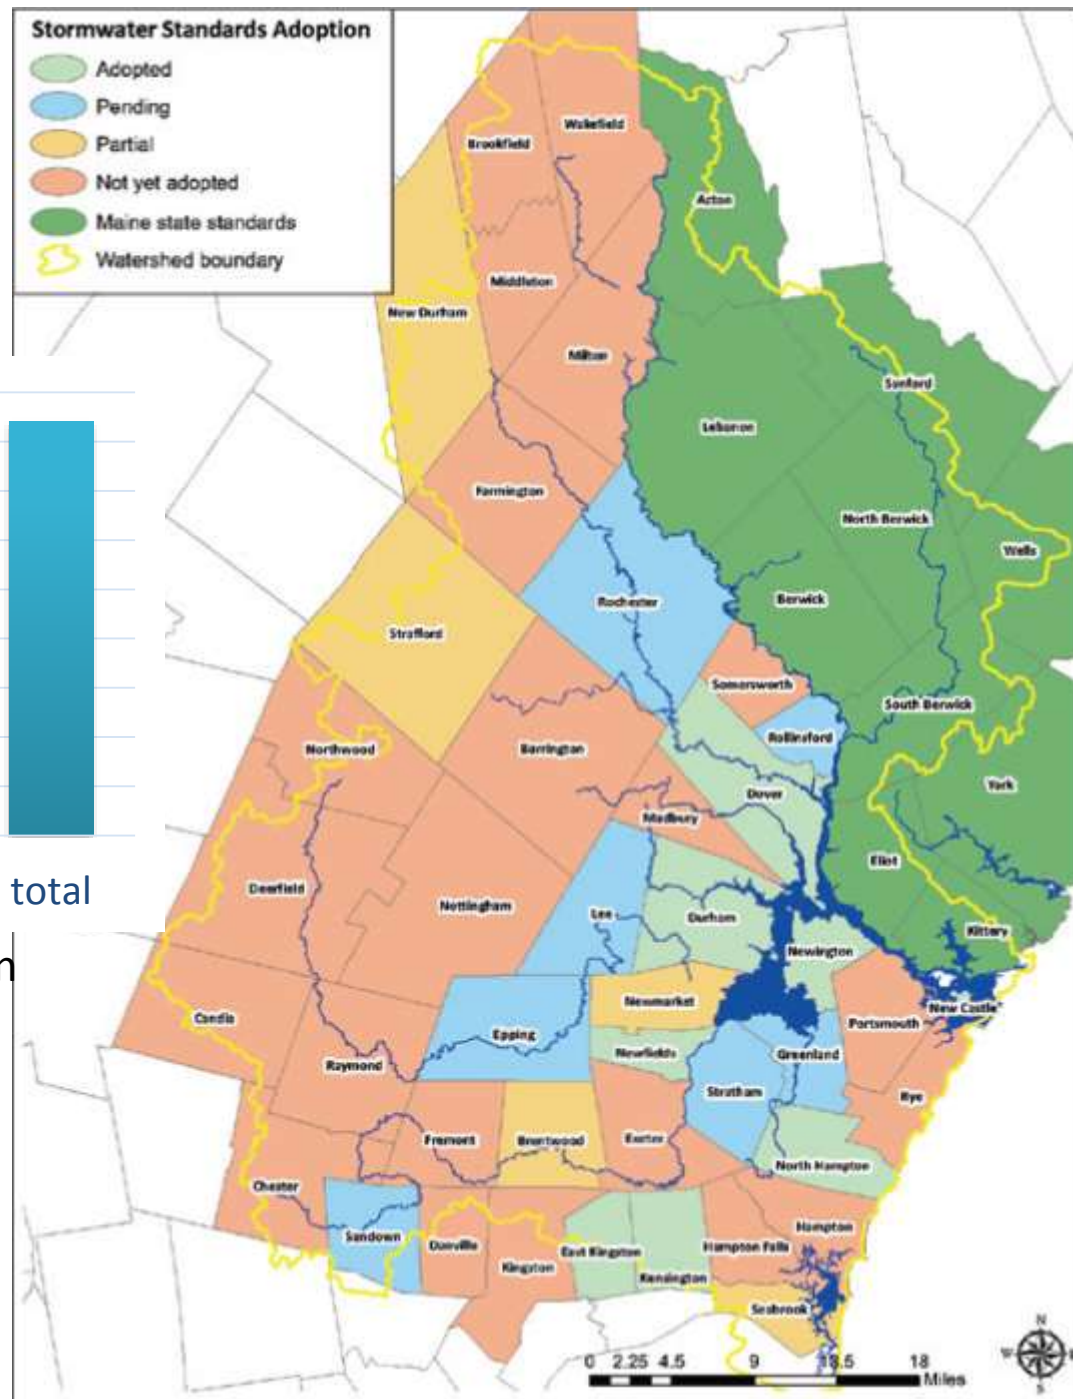 Stormwater Standards Adoption
Adopted
Pending
Partial
Not yet adopted
Maine state standards
Watershed boundary
Wakefield
Brookfield
Acton
Middleton
New Durham
Milton
Sanford
Lebanon
Farmington
North Berwick
Wells
Rochester
Berwick
Strafford
Somersworth
South Berwick
Rollinsford
Northwood
Barrington
York
Dover
Madbury
Eliot
total
Deerfield
Nottingham
Lee
Durham
Kittery
Newington
n
Newmarket
New Castle
Candia
Portsmouth
Epping
Newfields
Greenland
Raymond
Stratham
Rye
Fremont
Brentwood
Exeter
North Hampton
Chester
Hampton
Sandown
Danville
East Kingston
Hampton Falls
Kingston
Kensington
Seabrook
N
W
0 2.25 4.5 9 13.5 18
Miles